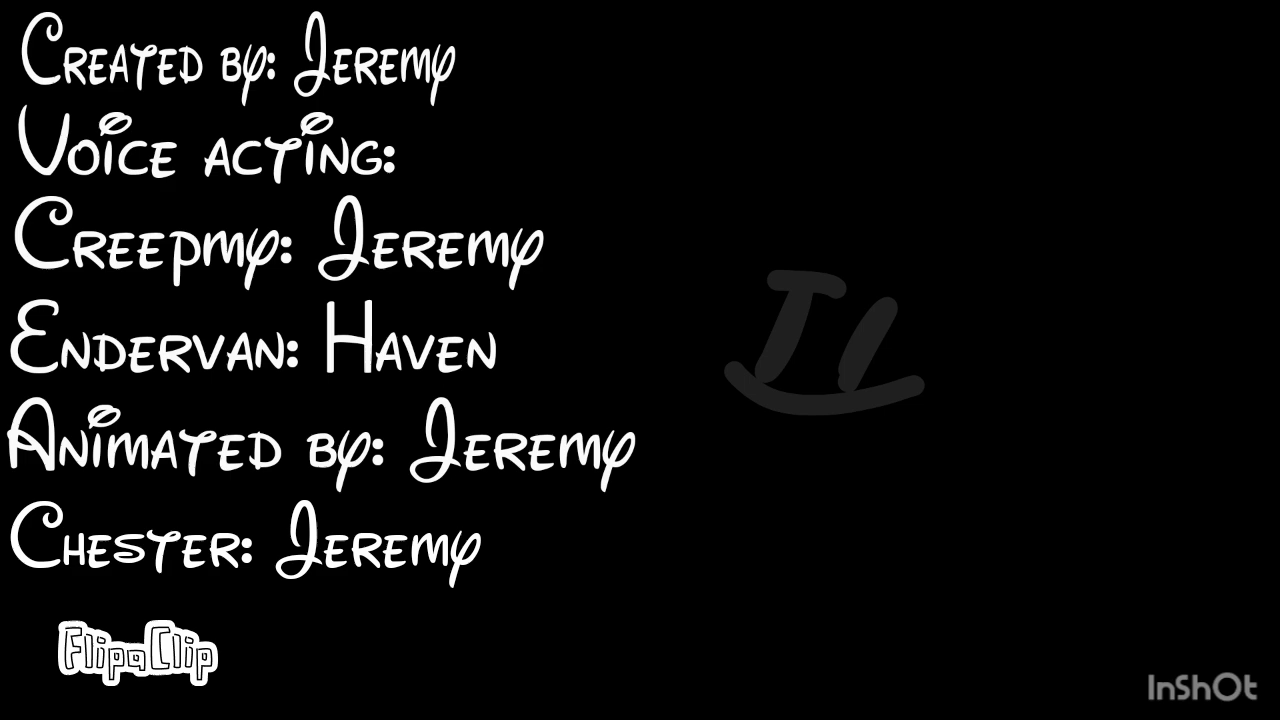 Created by: Jeremy
Voice acting:
Creepmy: Jeremy
Endervan: Haven
Animated by: Jeremy
Chester: Jeremy
FlipaClip
InShOt